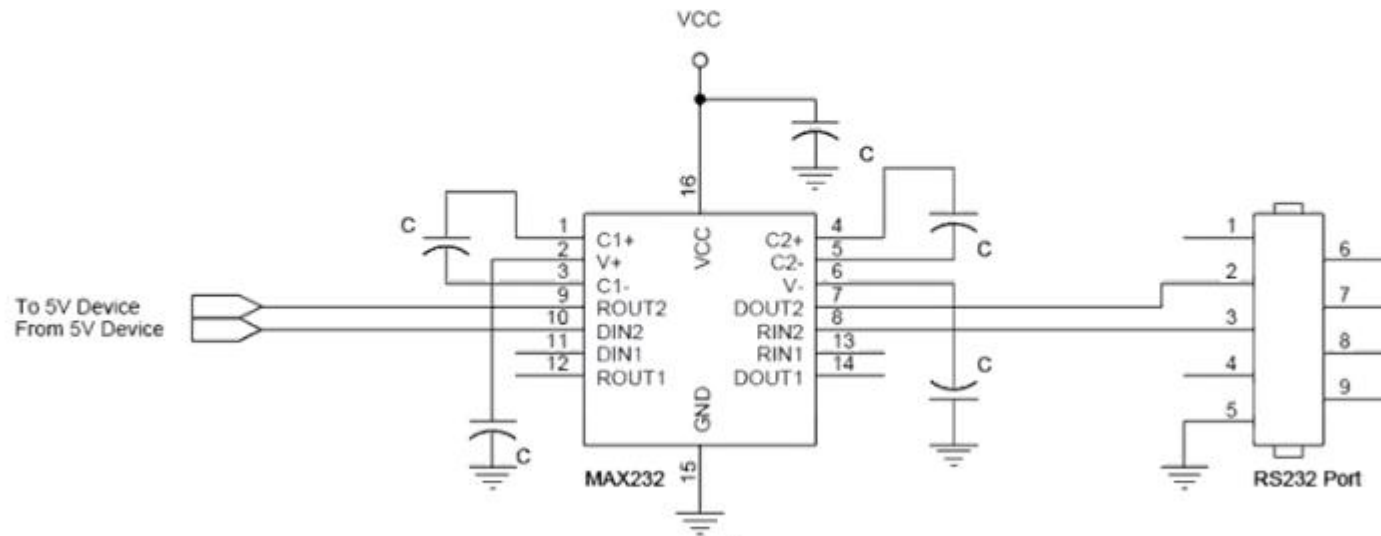 VCC
C
16
C
1
C1+
VCC
C2+
4
C
2
V+
C2-
5
3
C1-
V-
6
To 5V Device
9
ROUT2
DOUT2
7
From 5V Device
10
DIN2
RIN2
8
11
DIN1
RIN1
13
12
ROUT1
DOUT1
14
C
GND
C
MAX232
15
1
6
2
7
3
8
4
9
5
RS232 Port